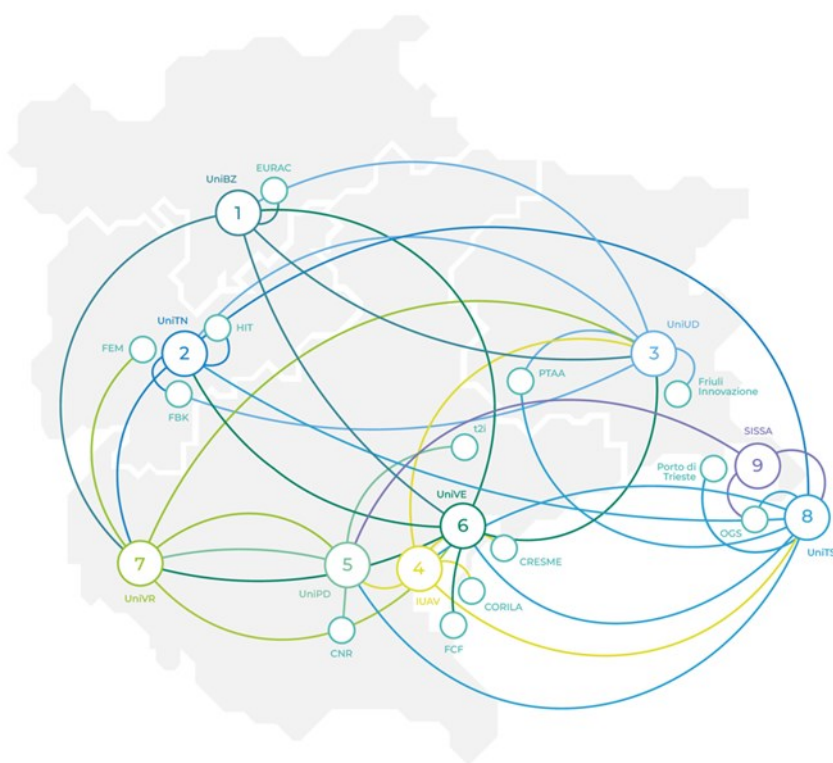 EURAC
UniBZ
1
UniTN
HIT
FEM
2
FBK
UniUD
3
PTAA
Friuli
Innovazione
t2i
SISSA
Porto di
Trieste
9
UniVE
6
8
OGS
UniTS
CRESME
7
5
4
UniVR
UniPD
IUAV
CORILA
CNR
FCF